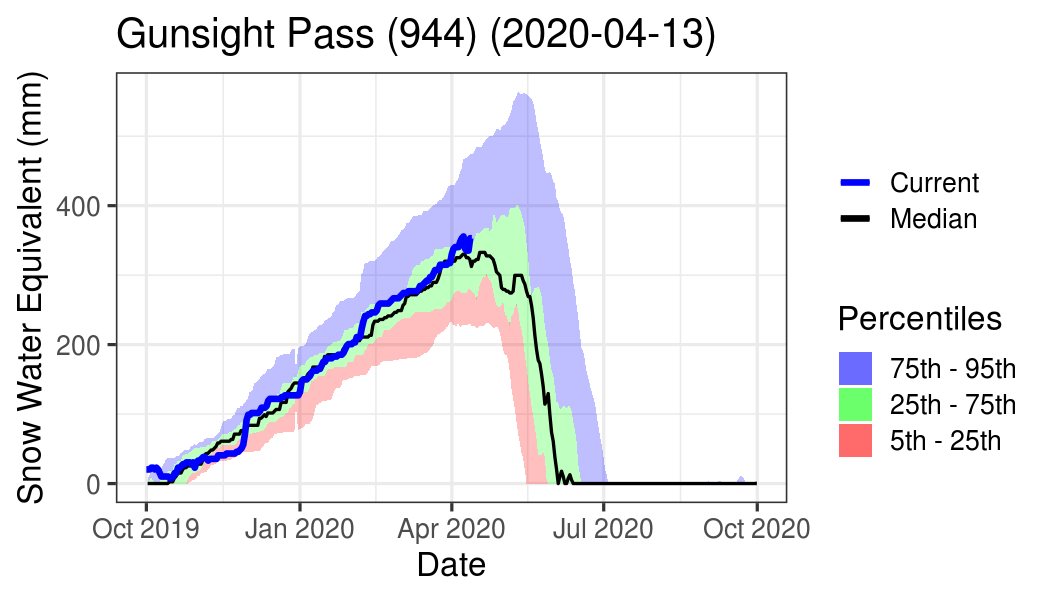 Gunsight Pass (944) (2020-04-13)
Snow Water Equivalent (mm)
400
200
0
Oct 2019
Jan 2020
Apr 2020
Jul 2020
Oct 2020
Date
Current
Median
Percentiles
75th - 95th
25th - 75th
5th - 25th